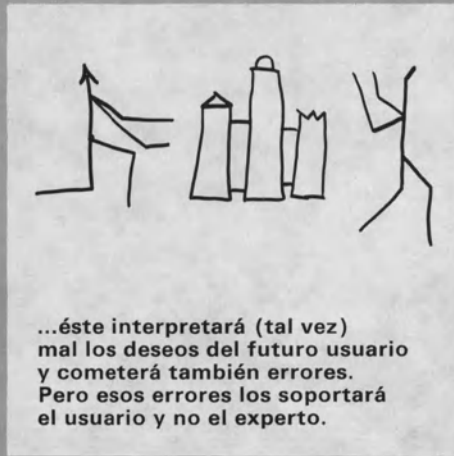 ...éste interpretará (tal vez)
mal los deseos del futuro usuario
y cometerá también errores.
Pero esos errores los soportará
el usuario y no el experto.